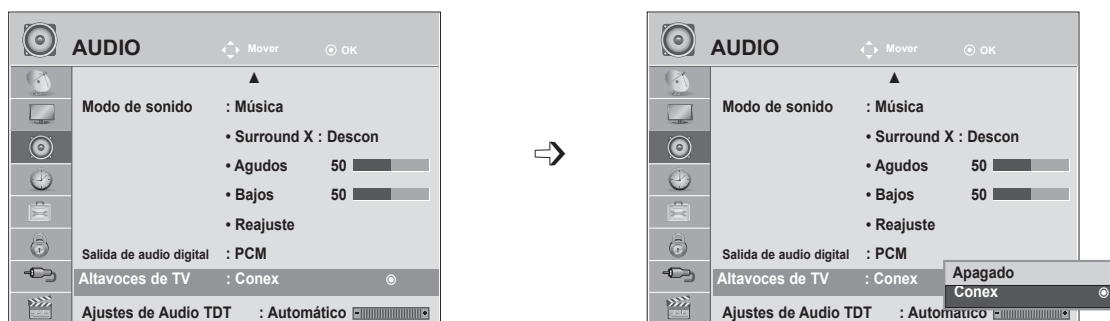 AUDIO Mover OK
Modo de sonido : Música
• Surround X : Descon
• Agudos 50
• Bajos 50
• Reajuste
Salida de audio digital : PCM
Altavoces de TV : Conex
Ajustes de Audio TDT : Automático
AUDIO Mover OK
Modo de sonido : Música
• Surround X : Descon
• Agudos 50
• Bajos 50
• Reajuste
Salida de audio digital : PCM
Altavoces de TV : Conex
Apagado
Conex
Ajustes de Audio TDT : Automático